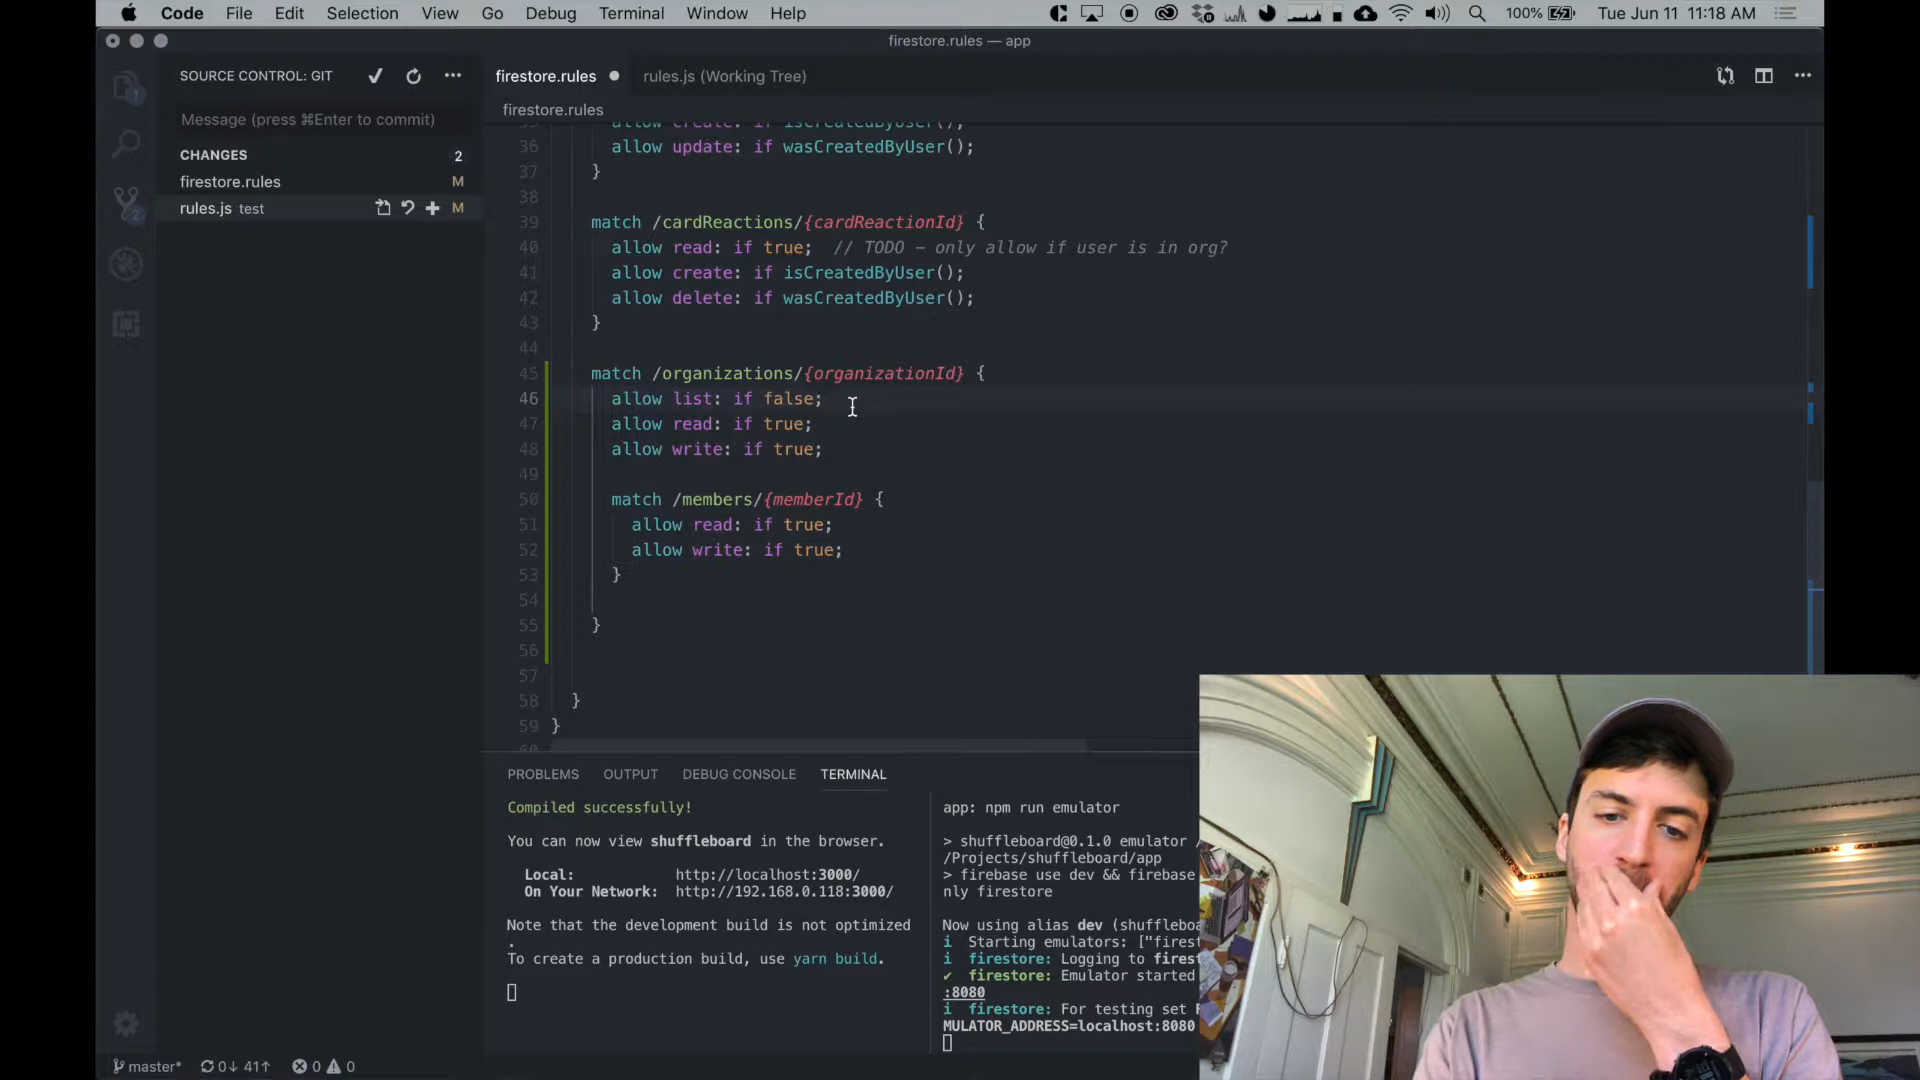 Code File Edit Selection View Go Debug Terminal Window Help 100% Tue Jun 11 11:18 AM
firestore.rules — app
SOURCE CONTROL: GIT
Message (press ⌘Enter to commit)
CHANGES 2
firestore.rules M
rules.js test M
firestore.rules rules.js (Working Tree)
firestore.rules
allow create: if isCreatedByUser();
36 allow update: if wasCreatedByUser();
37 }
38
39 match /cardReactions/{cardReactionId} {
40 allow read: if true; // TODO – only allow if user is in org?
41 allow create: if isCreatedByUser();
42 allow delete: if wasCreatedByUser();
43 }
44
45 match /organizations/{organizationId} {
46 allow list: if false;
47 allow read: if true;
48 allow write: if true;
49
50 match /members/{memberId} {
51 allow read: if true;
52 allow write: if true;
53 }
54
55 }
56
57
58 }
59 }
PROBLEMS OUTPUT DEBUG CONSOLE TERMINAL
Compiled successfully!
You can now view shuffleboard in the browser.
Local: http://localhost:3000/
On Your Network: http://192.168.0.118:3000/
Note that the development build is not optimized
.
To create a production build, use yarn build.
app: npm run emulator
> shuffleboard@0.1.0 emulator /
/Projects/shuffleboard/app
> firebase use dev && firebase
nly firestore
Now using alias dev (shuffleboa
i Starting emulators: ["firest
i firestore: Logging to firest
✔ firestore: Emulator started
:8080
i firestore: For testing set F
MULATOR_ADDRESS=localhost:8080
master* 0↓ 41↑ 0 0